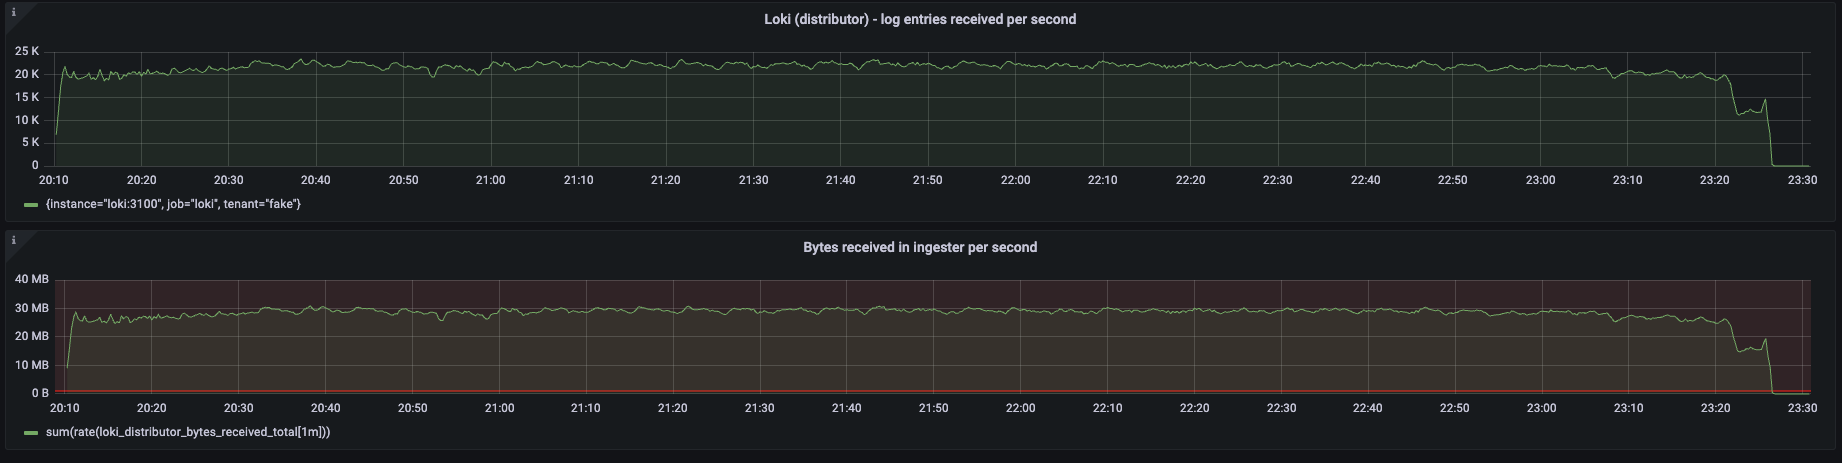 i
Loki (distributor) - log entries received per second
25 K
20 K
15 K
10 K
5 K
0
20:10 20:20 20:30 20:40 20:50 21:00 21:10 21:20 21:30 21:40 21:50 22:00 22:10 22:20 22:30 22:40 22:50 23:00 23:10 23:20 23:30
{instance="loki:3100", job="loki", tenant="fake"}
i
Bytes received in ingester per second
40 MB
30 MB
20 MB
10 MB
0 B
20:10 20:20 20:30 20:40 20:50 21:00 21:10 21:20 21:30 21:40 21:50 22:00 22:10 22:20 22:30 22:40 22:50 23:00 23:10 23:20 23:30
sum(rate(loki_distributor_bytes_received_total[1m]))